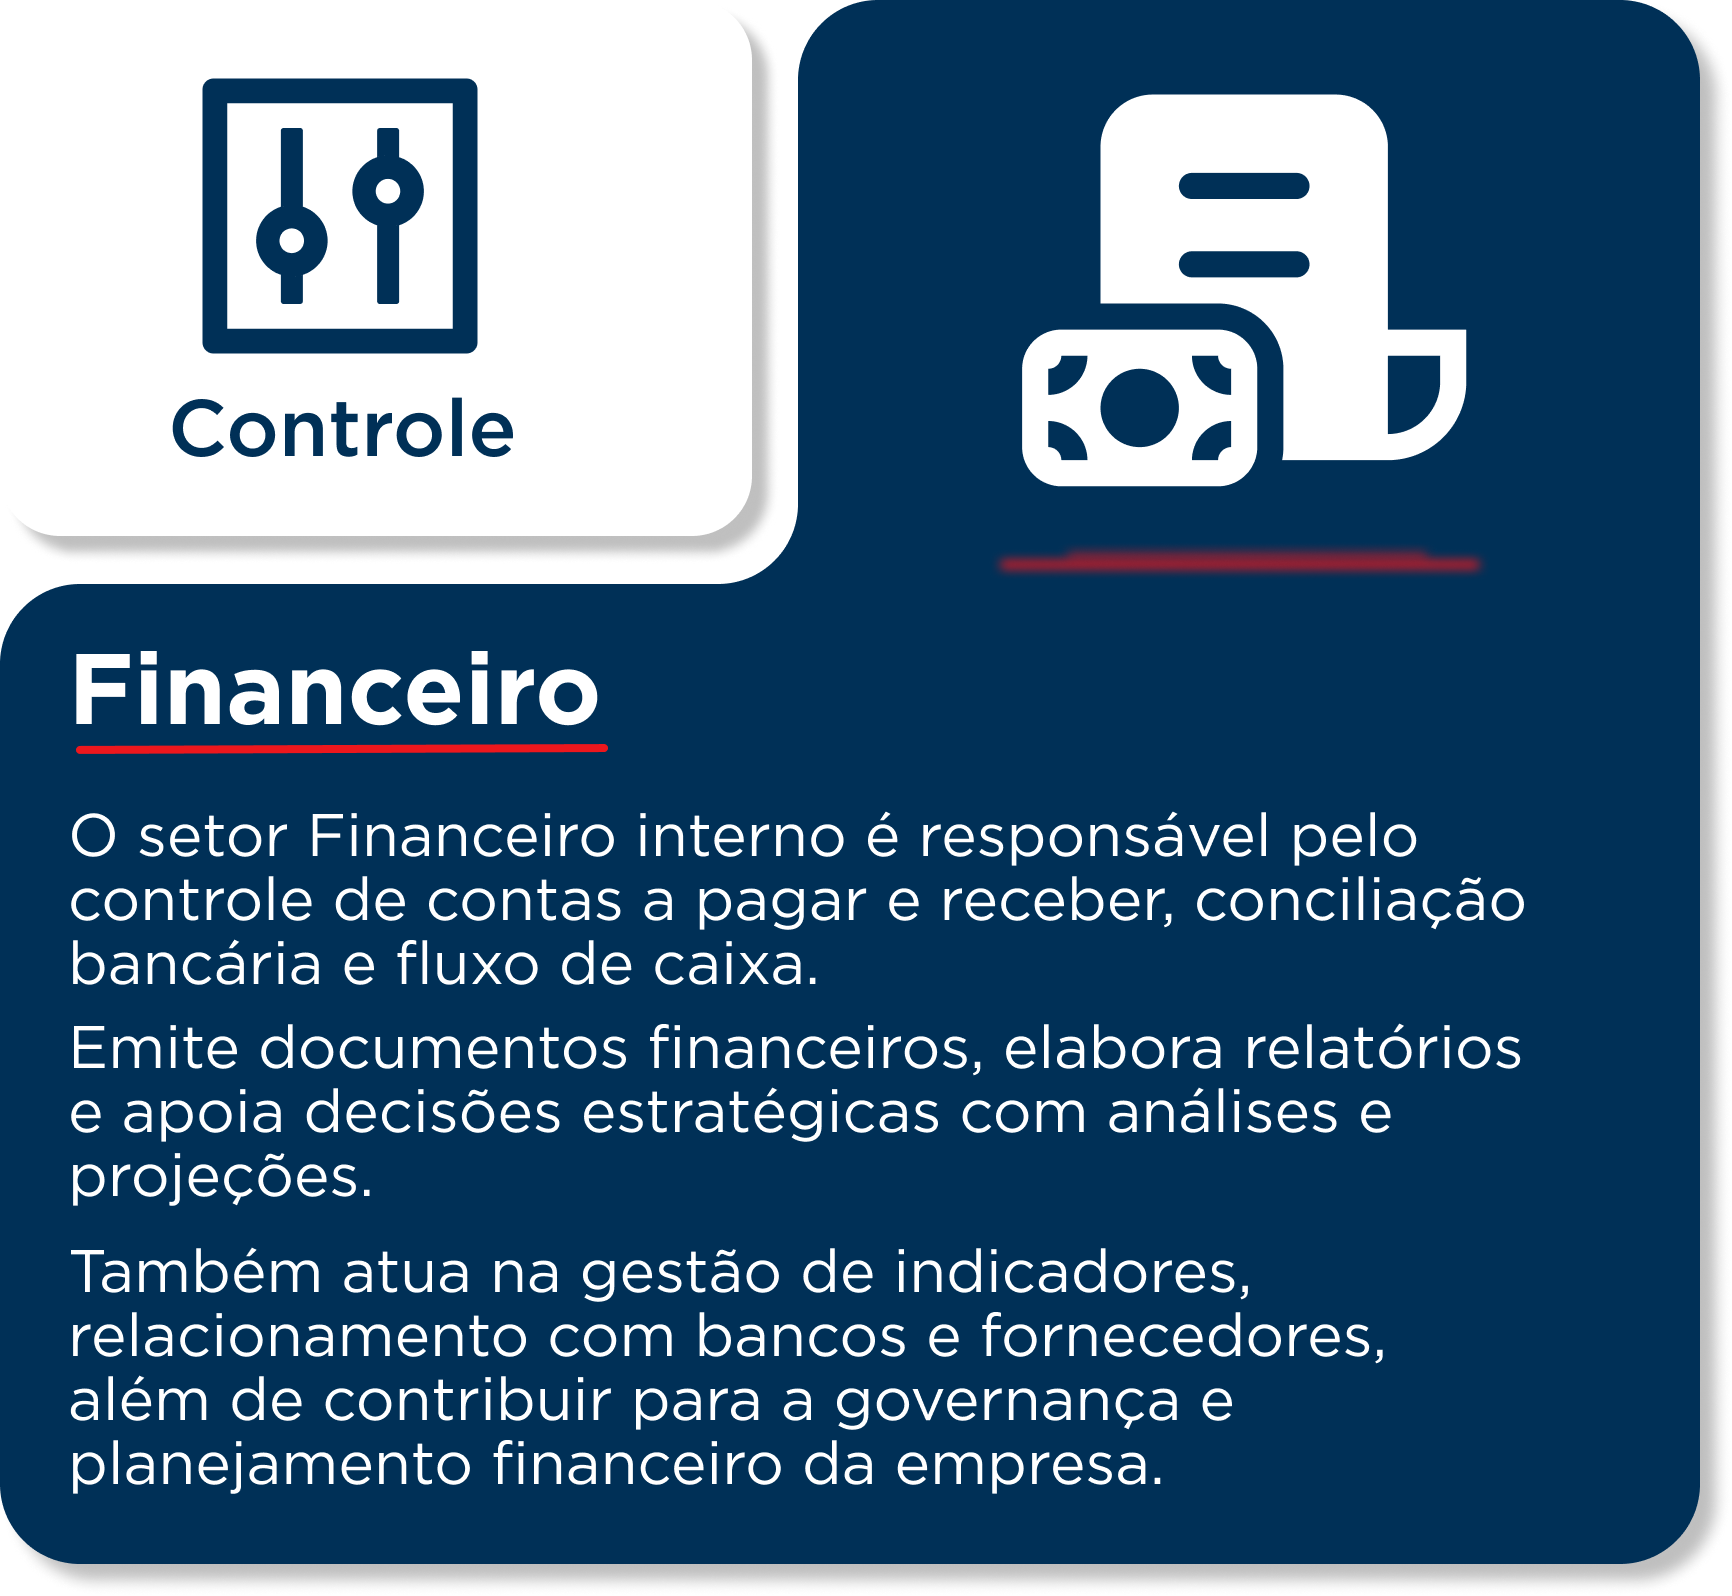 Controle
Financeiro
O setor Financeiro interno é responsável pelo
controle de contas a pagar e receber, conciliação
bancária e fluxo de caixa.
Emite documentos financeiros, elabora relatórios
e apoia decisões estratégicas com análises e
projeções.
Também atua na gestão de indicadores,
relacionamento com bancos e fornecedores,
além de contribuir para a governança e
planejamento financeiro da empresa.